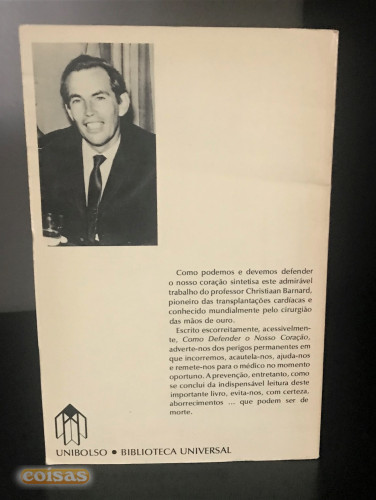 Como podemos e devemos defender
o nosso coração sintetisa este admirável
trabalho do professor Christiaan Barnard,
pioneiro das transplantações cardíacas e
conhecido mundialmente pelo cirurgião
das mãos de ouro.
Escrito escorreitamente, acessivelmen-
te, Como Defender o Nosso Coração,
adverte-nos dos perigos permanentes em
que incorremos, acautela-nos, ajuda-nos
e remete-nos para o médico no momento
oportuno. A prevenção, entretanto, como
se conclui da indispensável leitura deste
importante livro, evita-nos, com certeza,
aborrecimentos ... que podem ser de
morte.
UNIBOLSO • BIBLIOTECA UNIVERSAL
coisas